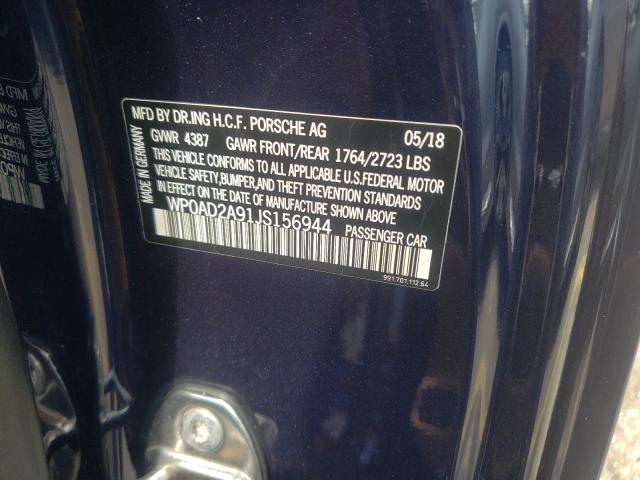 MFD BY DR.ING H.C.F. PORSCHE AG 05/18
GVWR 4387 GAWR FRONT/REAR 1764/2723 LBS
THIS VEHICLE CONFORMS TO ALL APPLICABLE U.S.FEDERAL MOTOR
VEHICLE SAFETY,BUMPER,AND THEFT PREVENTION STANDARDS
IN EFFECT ON THE DATE OF MANUFACTURE SHOWN ABOVE
WP0AD2A91JS156944 PASSENGER CAR
991.701.112.64
MADE IN GERMANY